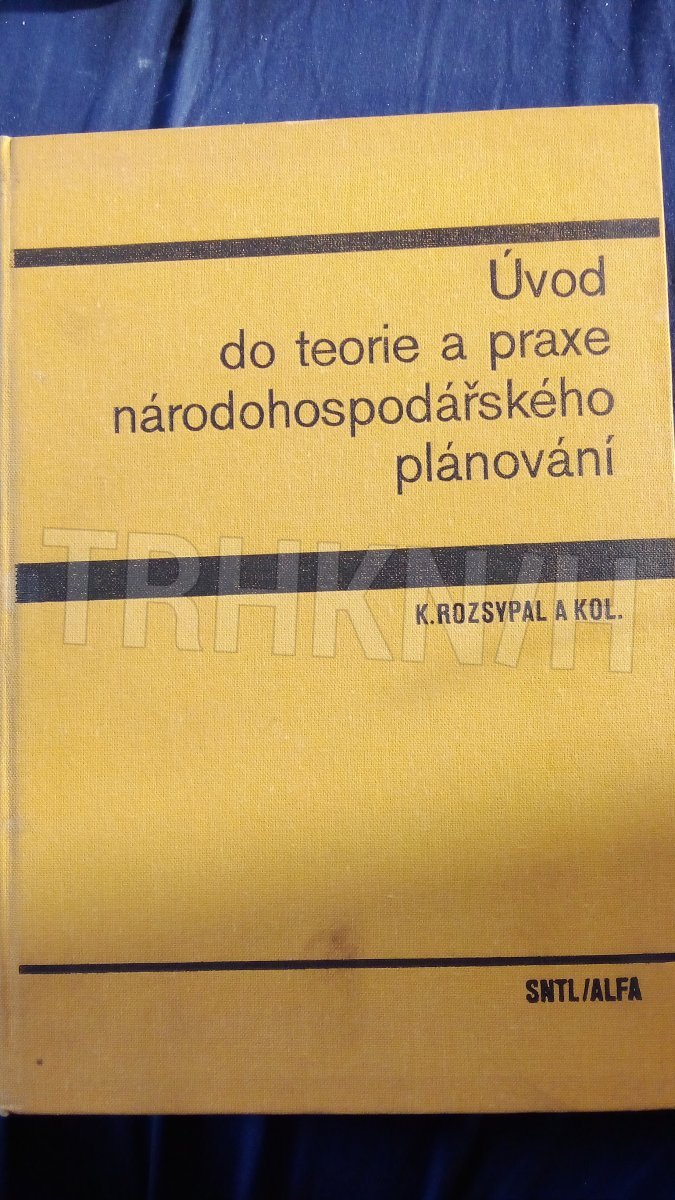 Úvod
do teorie a praxe
národohospodářského
plánování
TRHKNIH
K.ROZSYPAL A KOL.
SNTL/ALFA